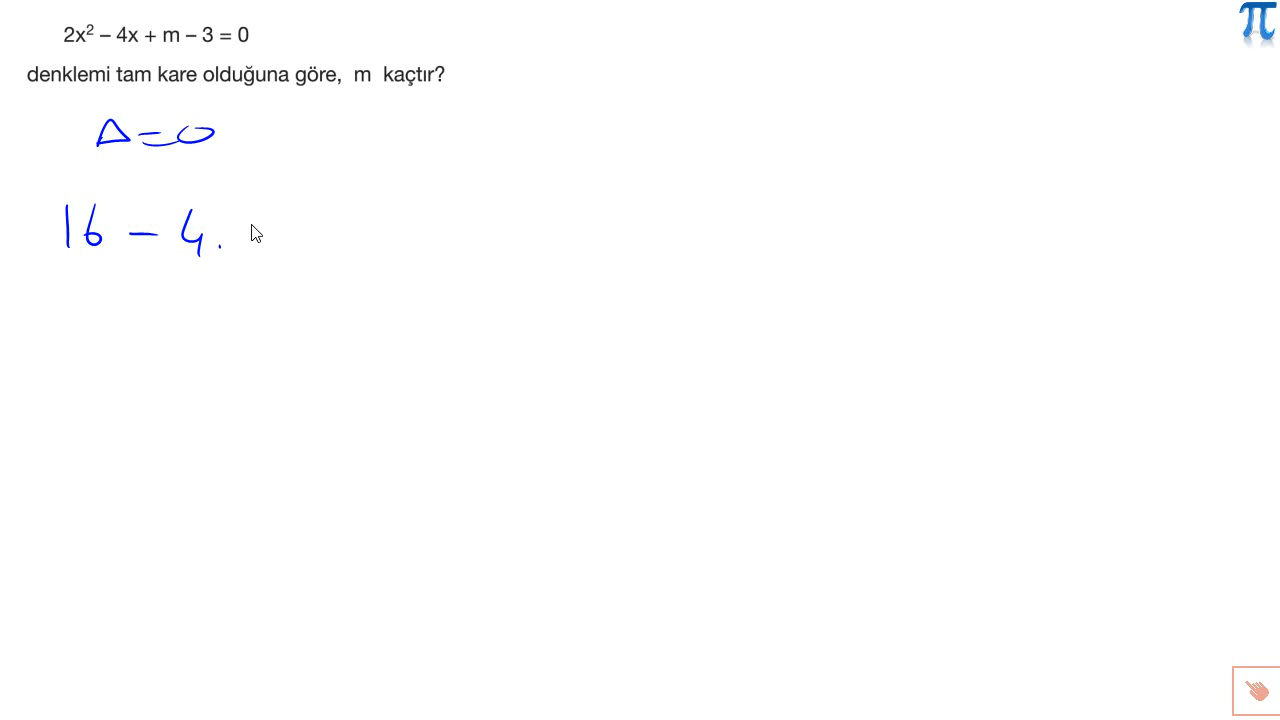 2x² – 4x + m – 3 = 0
denklemi tam kare olduğuna göre, m kaçtır?
Δ = 0
16 – 4 .